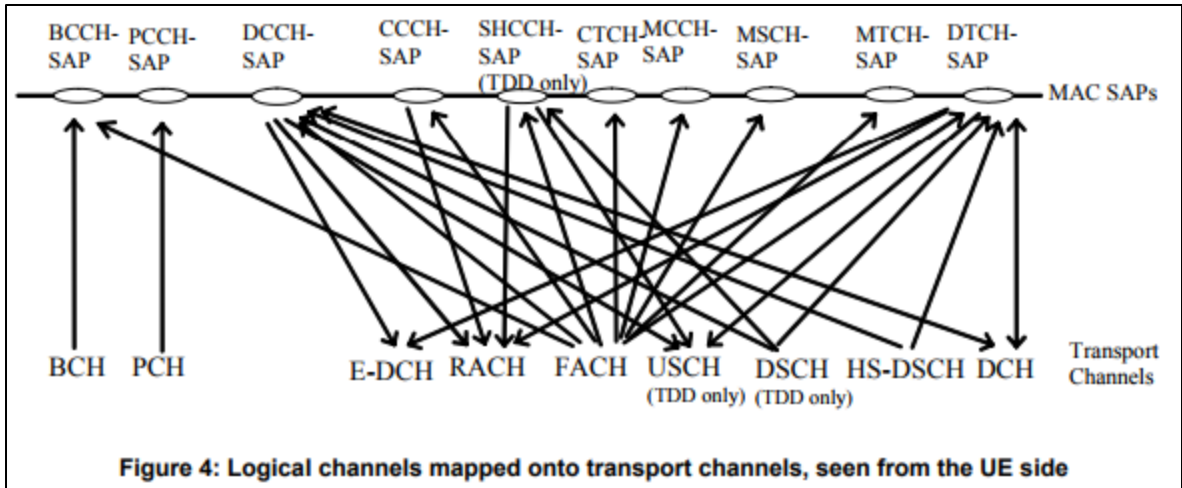 BCCH-SAP
PCCH-SAP
DCCH-SAP
CCCH-SAP
SHCCH-SAP
(TDD only)
CTCH-SAP
MCCH-SAP
MSCH-SAP
MTCH-SAP
DTCH-SAP
MAC SAPs
BCH
PCH
E-DCH
RACH
FACH
USCH
(TDD only)
DSCH
(TDD only)
HS-DSCH
DCH
Transport
Channels
Figure 4: Logical channels mapped onto transport channels, seen from the UE side